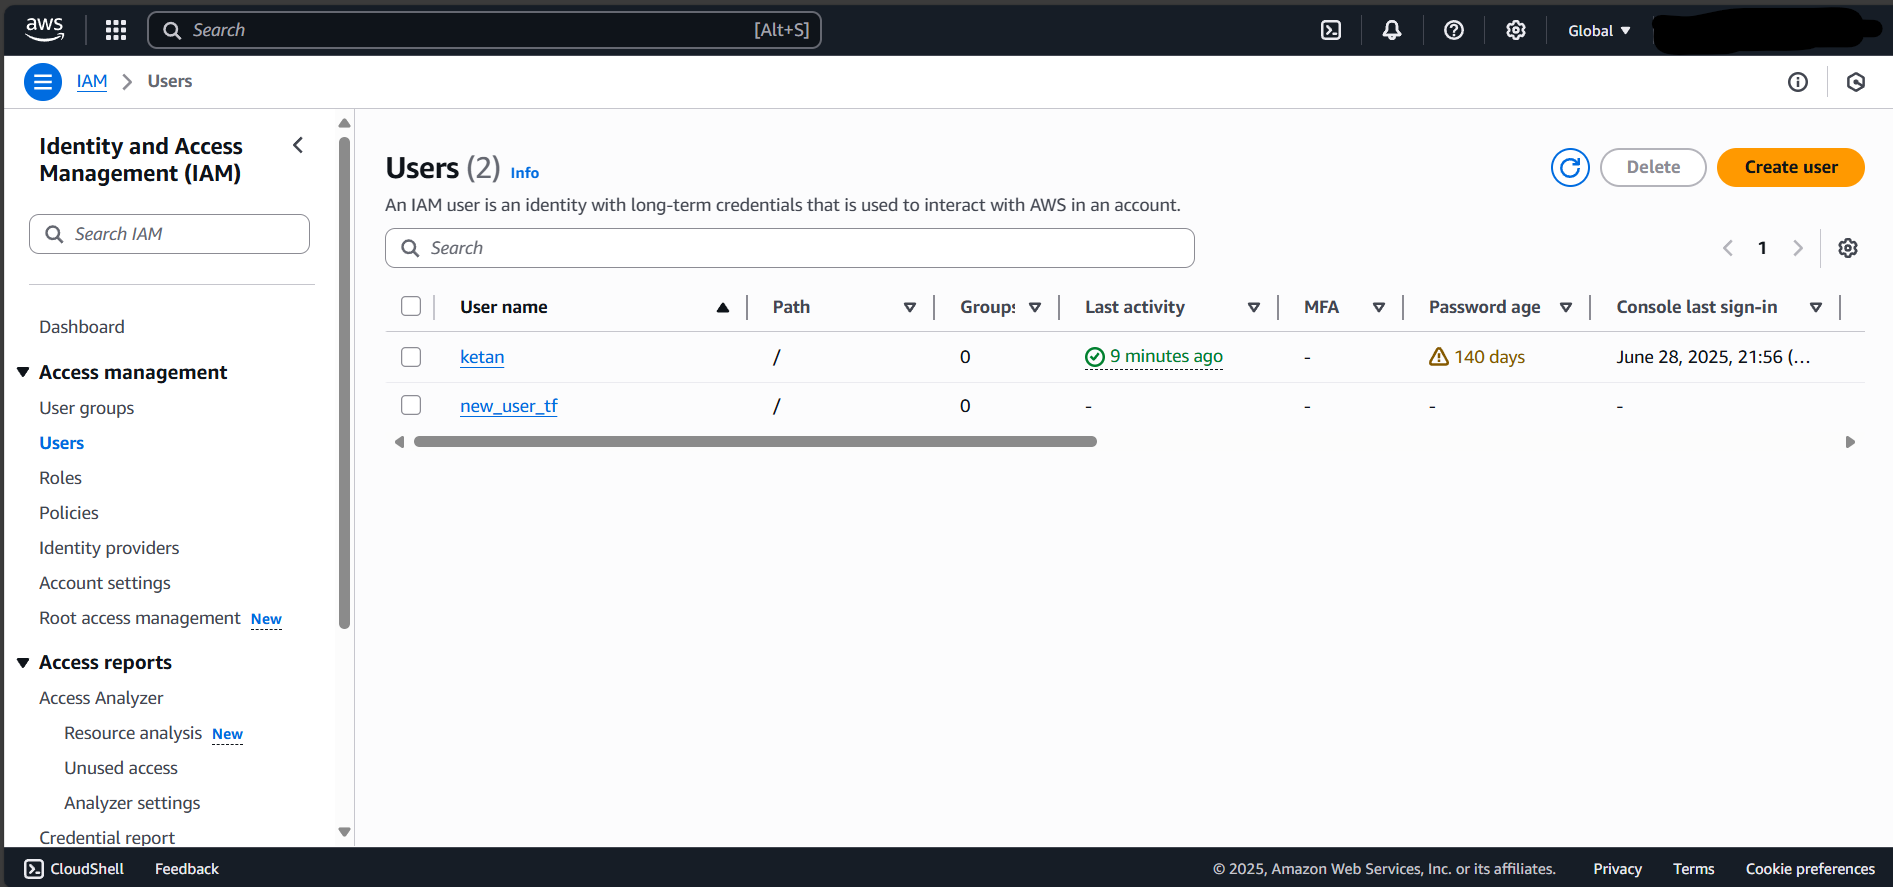 aws
Search [Alt+S]
Global
IAM > Users
Identity and Access
Management (IAM)
Search IAM
Dashboard
Access management
User groups
Users
Roles
Policies
Identity providers
Account settings
Root access management New
Access reports
Access Analyzer
Resource analysis New
Unused access
Analyzer settings
Credential report
Users (2) Info
Delete
Create user
An IAM user is an identity with long-term credentials that is used to interact with AWS in an account.
Search
1
User name Path Groups Last activity MFA Password age Console last sign-in
ketan / 0 9 minutes ago - 140 days June 28, 2025, 21:56 (...
new_user_tf / 0 - - - -
CloudShell Feedback © 2025, Amazon Web Services, Inc. or its affiliates. Privacy Terms Cookie preferences